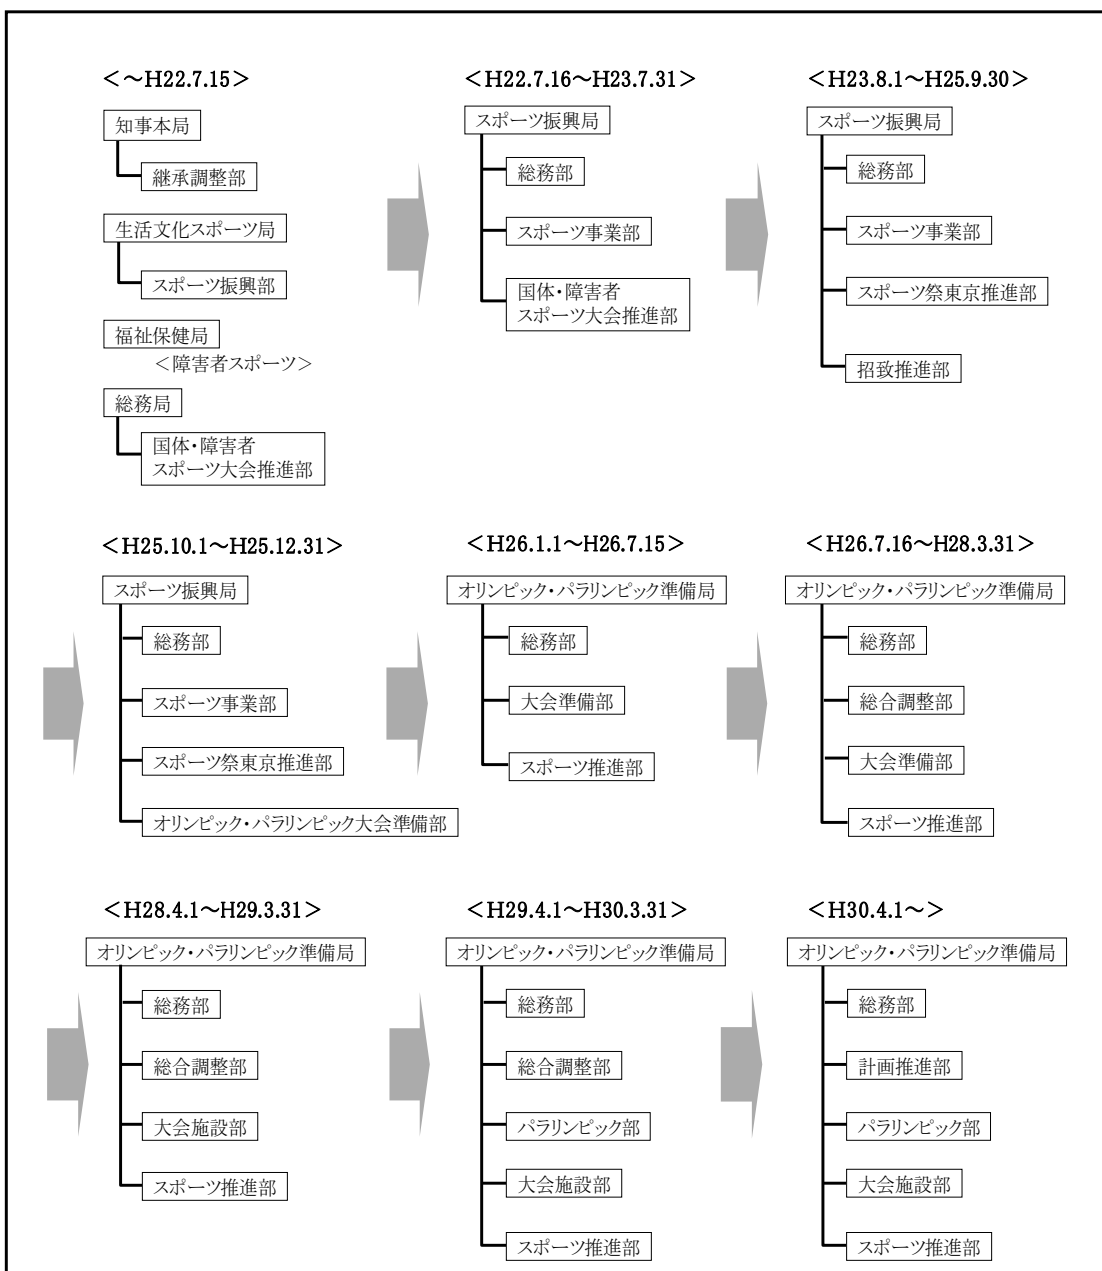 <～H22.7.15>
知事本局
継承調整部
生活文化スポーツ局
スポーツ振興部
福祉保健局
<障害者スポーツ>
総務局
国体・障害者
スポーツ大会推進部
<H22.7.16～H23.7.31>
スポーツ振興局
総務部
スポーツ事業部
国体・障害者
スポーツ大会推進部
<H23.8.1～H25.9.30>
スポーツ振興局
総務部
スポーツ事業部
スポーツ祭東京推進部
招致推進部
<H25.10.1～H25.12.31>
スポーツ振興局
総務部
スポーツ事業部
スポーツ祭東京推進部
オリンピック・パラリンピック大会準備部
<H26.1.1～H26.7.15>
オリンピック・パラリンピック準備局
総務部
大会準備部
スポーツ推進部
<H26.7.16～H28.3.31>
オリンピック・パラリンピック準備局
総務部
総合調整部
大会準備部
スポーツ推進部
<H28.4.1～H29.3.31>
オリンピック・パラリンピック準備局
総務部
総合調整部
大会施設部
スポーツ推進部
<H29.4.1～H30.3.31>
オリンピック・パラリンピック準備局
総務部
総合調整部
パラリンピック部
大会施設部
スポーツ推進部
<H30.4.1～>
オリンピック・パラリンピック準備局
総務部
計画推進部
パラリンピック部
大会施設部
スポーツ推進部